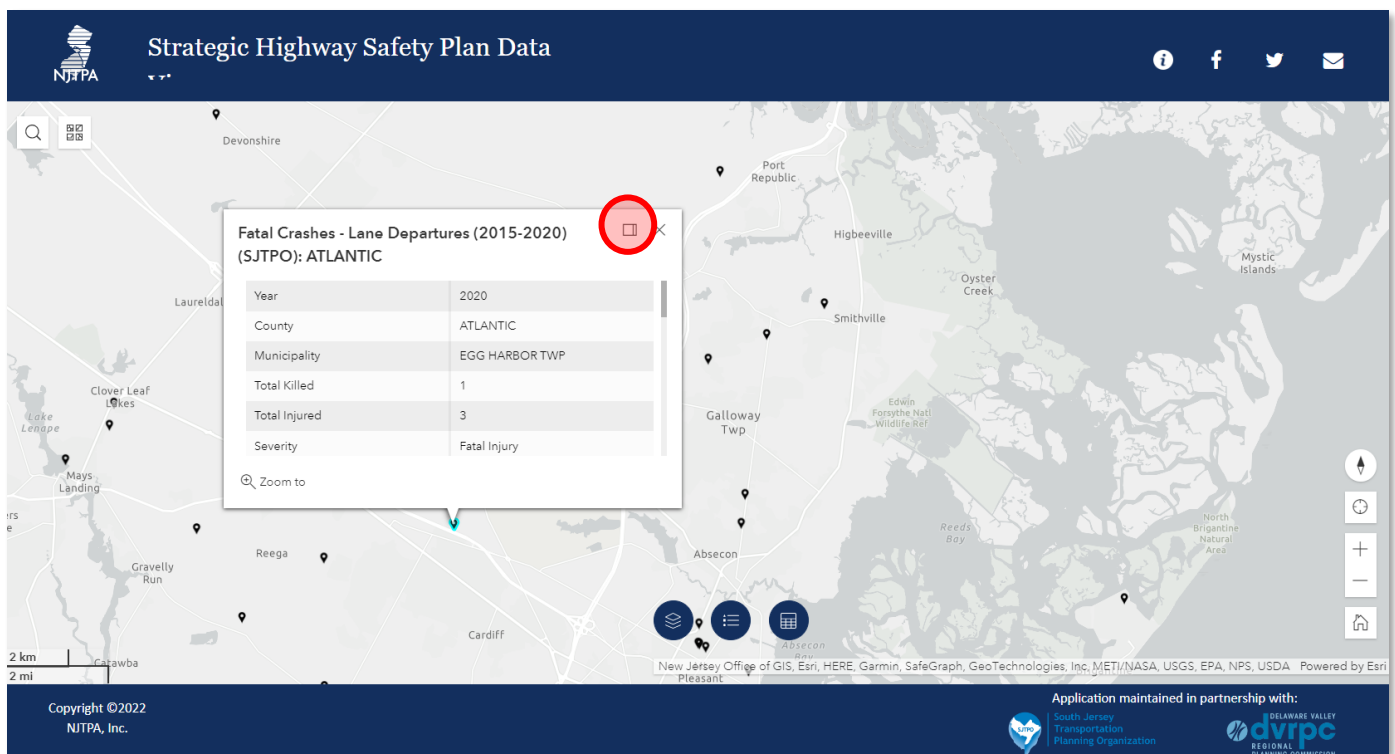 NJTPA
Strategic Highway Safety Plan Data
Devonshire
Port
Republic
Fatal Crashes - Lane Departures (2015-2020)
(SJTPO): ATLANTIC
Higbeeville
Mystic
Islands
Oyster
Creek
Laureldal
Year 2020
County ATLANTIC
Municipality EGG HARBOR TWP
Total Killed 1
Total Injured 3
Severity Fatal Injury
Zoom to
Smithville
Clover Leaf
Lakes
Lake
Lenape
Galloway
Twp
Edwin
Forsythe Natl
Wildlife Ref
Mays
Landing
ers
e
Reega
Gravelly
Run
Absecon
Reeds
Bay
North
Brigantine
Natural
Area
Cardiff
Absecon
Bay
Pleasant
2 km
2 mi
Catawba
New Jersey Office of GIS, Esri, HERE, Garmin, SafeGraph, GeoTechnologies, Inc, METI/NASA, USGS, EPA, NPS, USDA Powered by Esri
Copyright ©2022
NJTPA, Inc.
Application maintained in partnership with:
SJTPO
South Jersey
Transportation
Planning Organization
DELAWARE VALLEY
dvrpc
REGIONAL
PLANNING COMMISSION